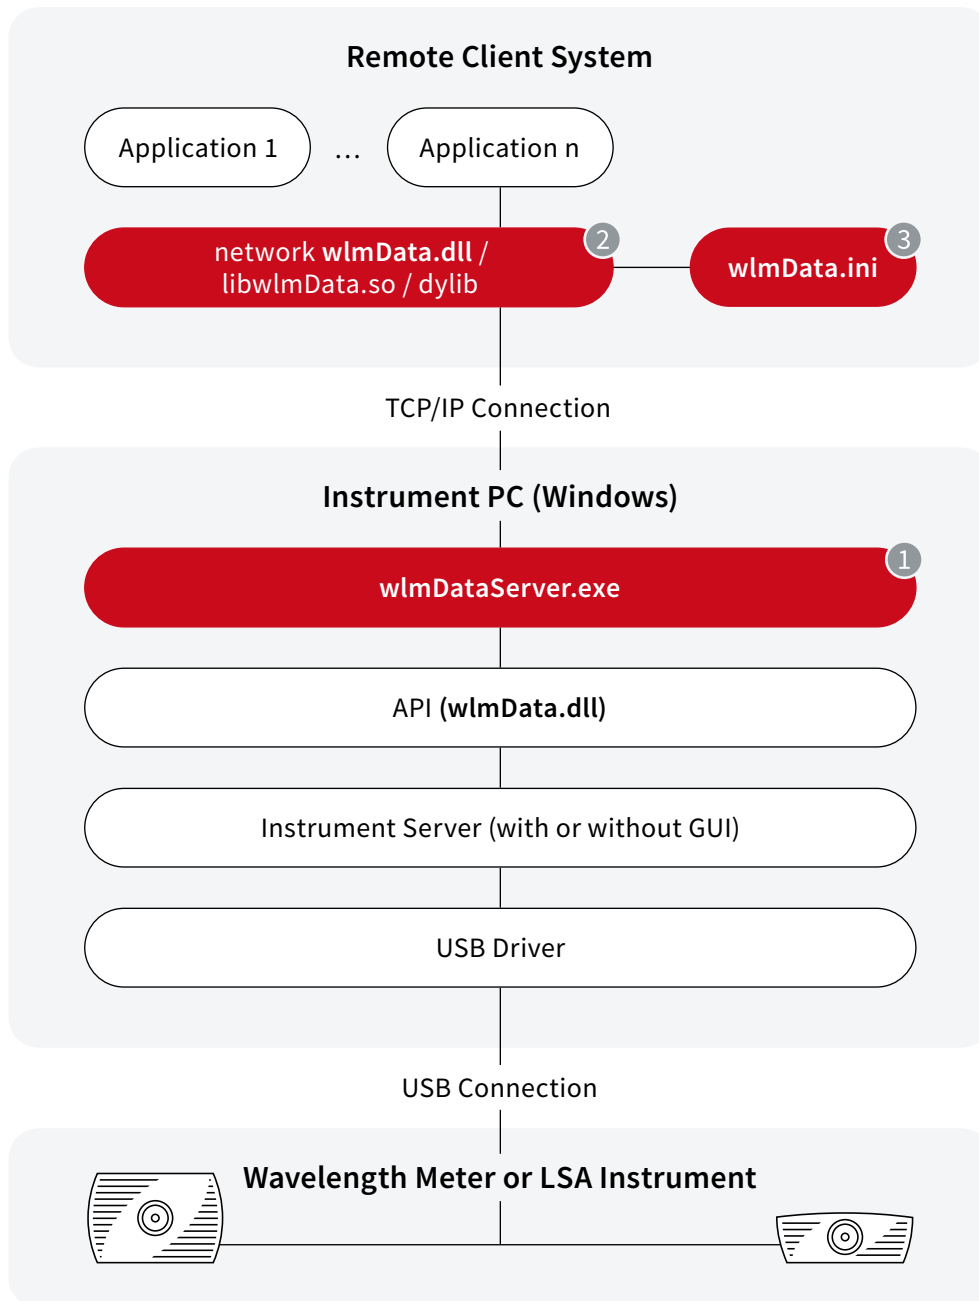 Remote Client System
Application 1
...
Application n
network wlmData.dll /
libwlmData.so / dylib
2
wlmData.ini
3
TCP/IP Connection
Instrument PC (Windows)
wlmDataServer.exe
1
API (wlmData.dll)
Instrument Server (with or without GUI)
USB Driver
USB Connection
Wavelength Meter or LSA Instrument